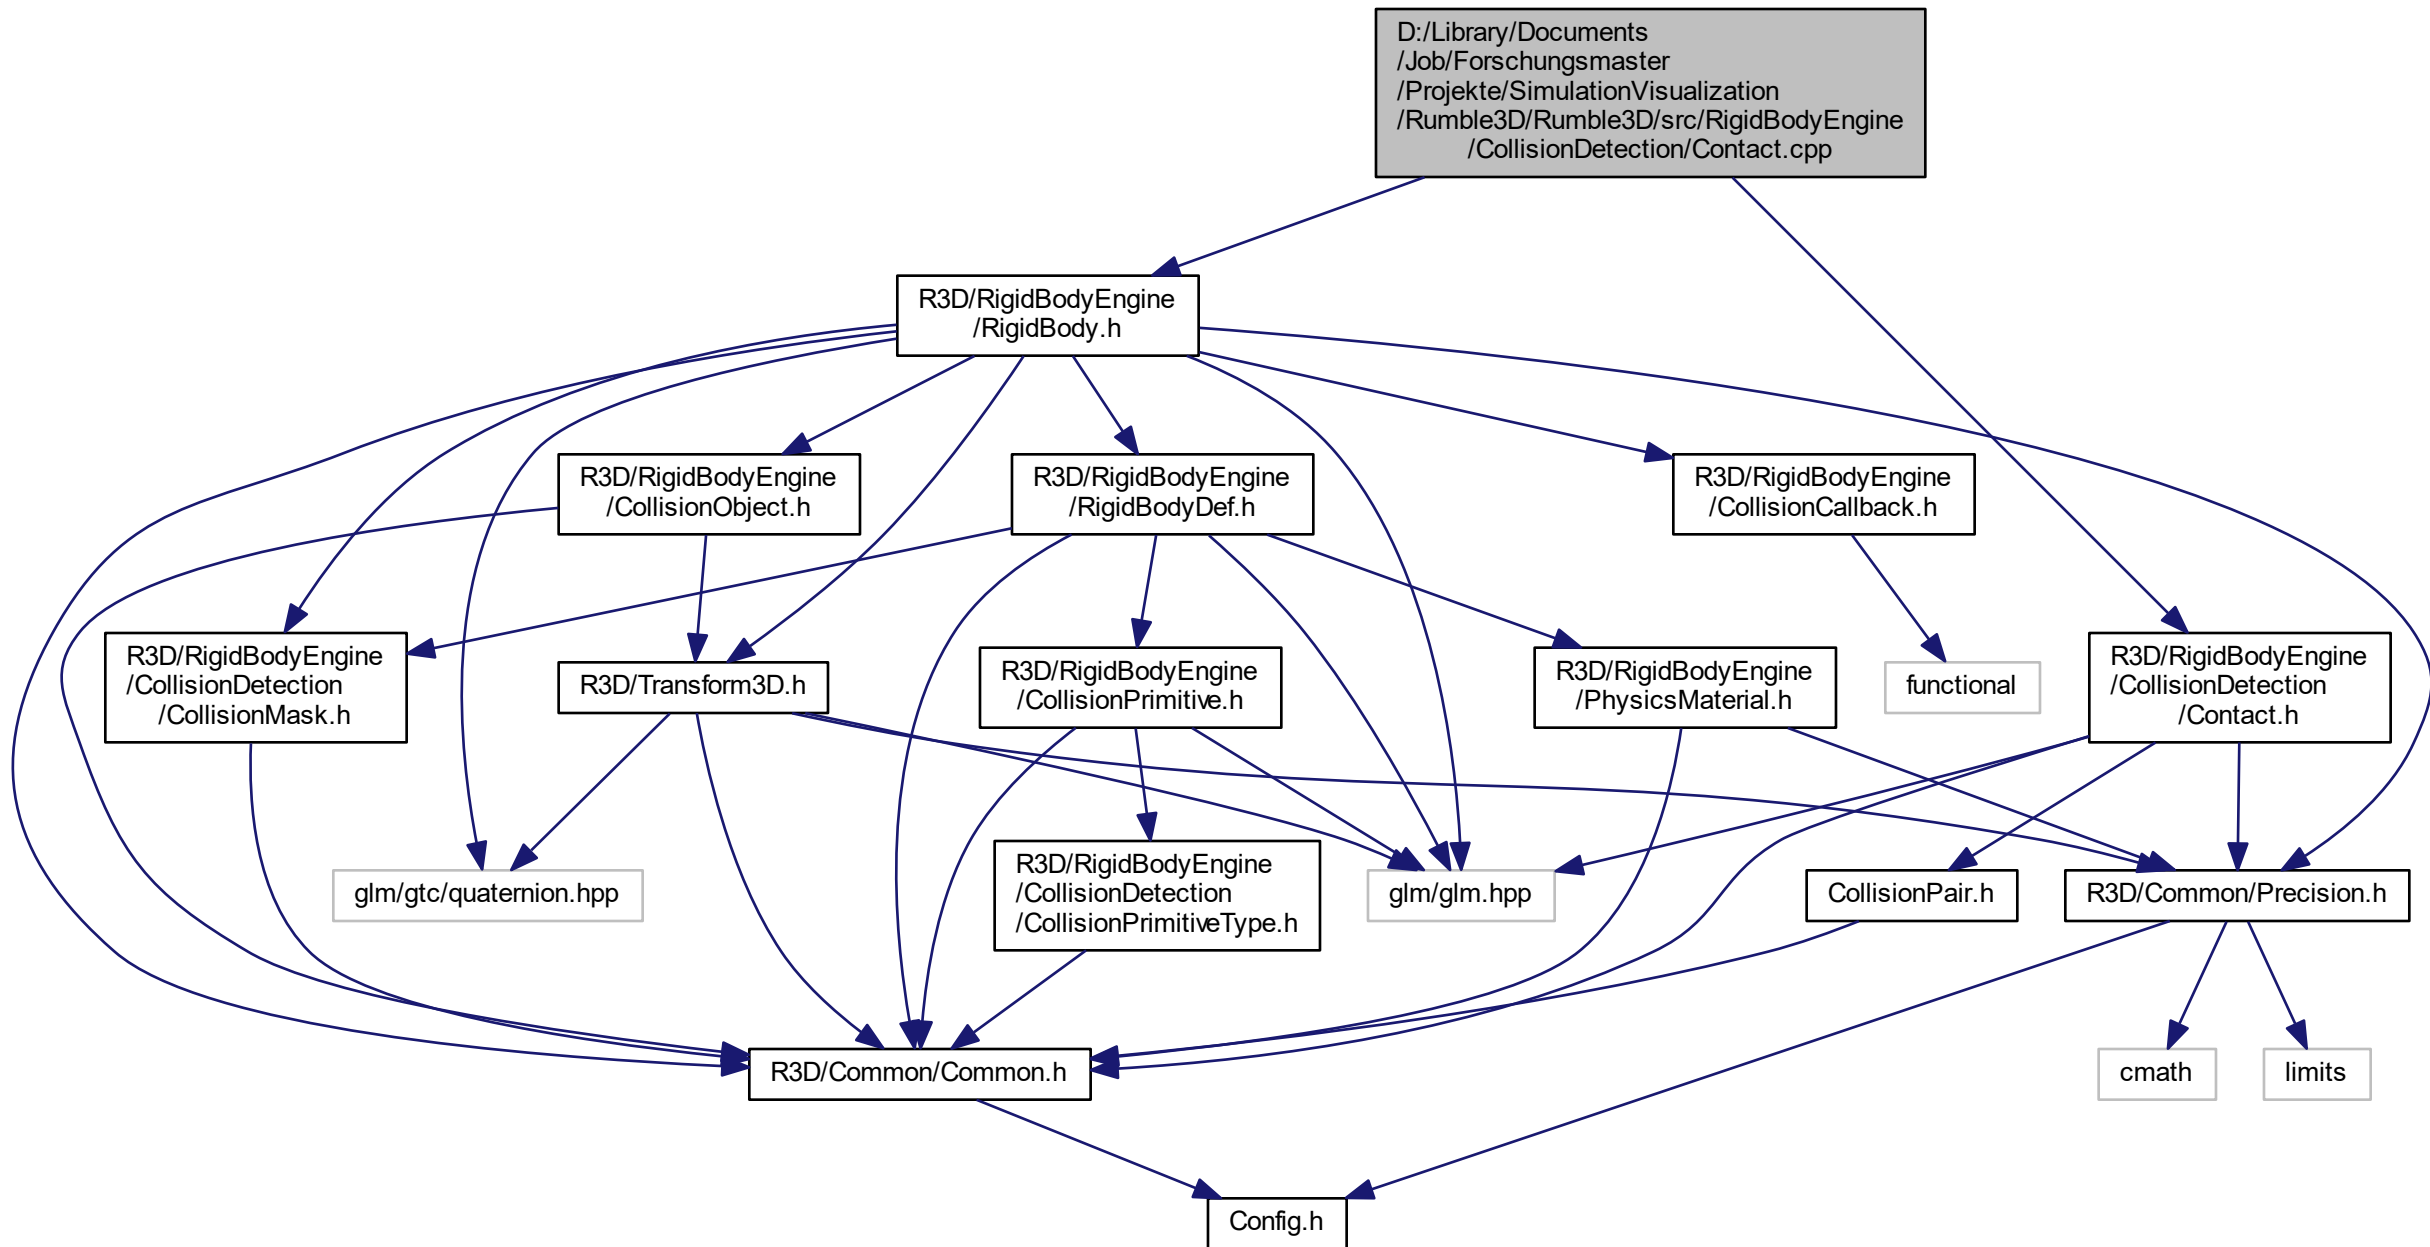 D:/Library/Documents
/Job/Forschungsmaster
/Projekte/SimulationVisualization
/Rumble3D/Rumble3D/src/RigidBodyEngine
/CollisionDetection/Contact.cpp
R3D/RigidBodyEngine
/RigidBody.h
R3D/RigidBodyEngine
/CollisionObject.h
R3D/RigidBodyEngine
/RigidBodyDef.h
R3D/RigidBodyEngine
/CollisionCallback.h
R3D/RigidBodyEngine
/CollisionDetection
/CollisionMask.h
R3D/Transform3D.h
R3D/RigidBodyEngine
/CollisionPrimitive.h
R3D/RigidBodyEngine
/PhysicsMaterial.h
functional
R3D/RigidBodyEngine
/CollisionDetection
/Contact.h
glm/gtc/quaternion.hpp
R3D/RigidBodyEngine
/CollisionDetection
/CollisionPrimitiveType.h
glm/glm.hpp
CollisionPair.h
R3D/Common/Precision.h
R3D/Common/Common.h
cmath
limits
Config.h